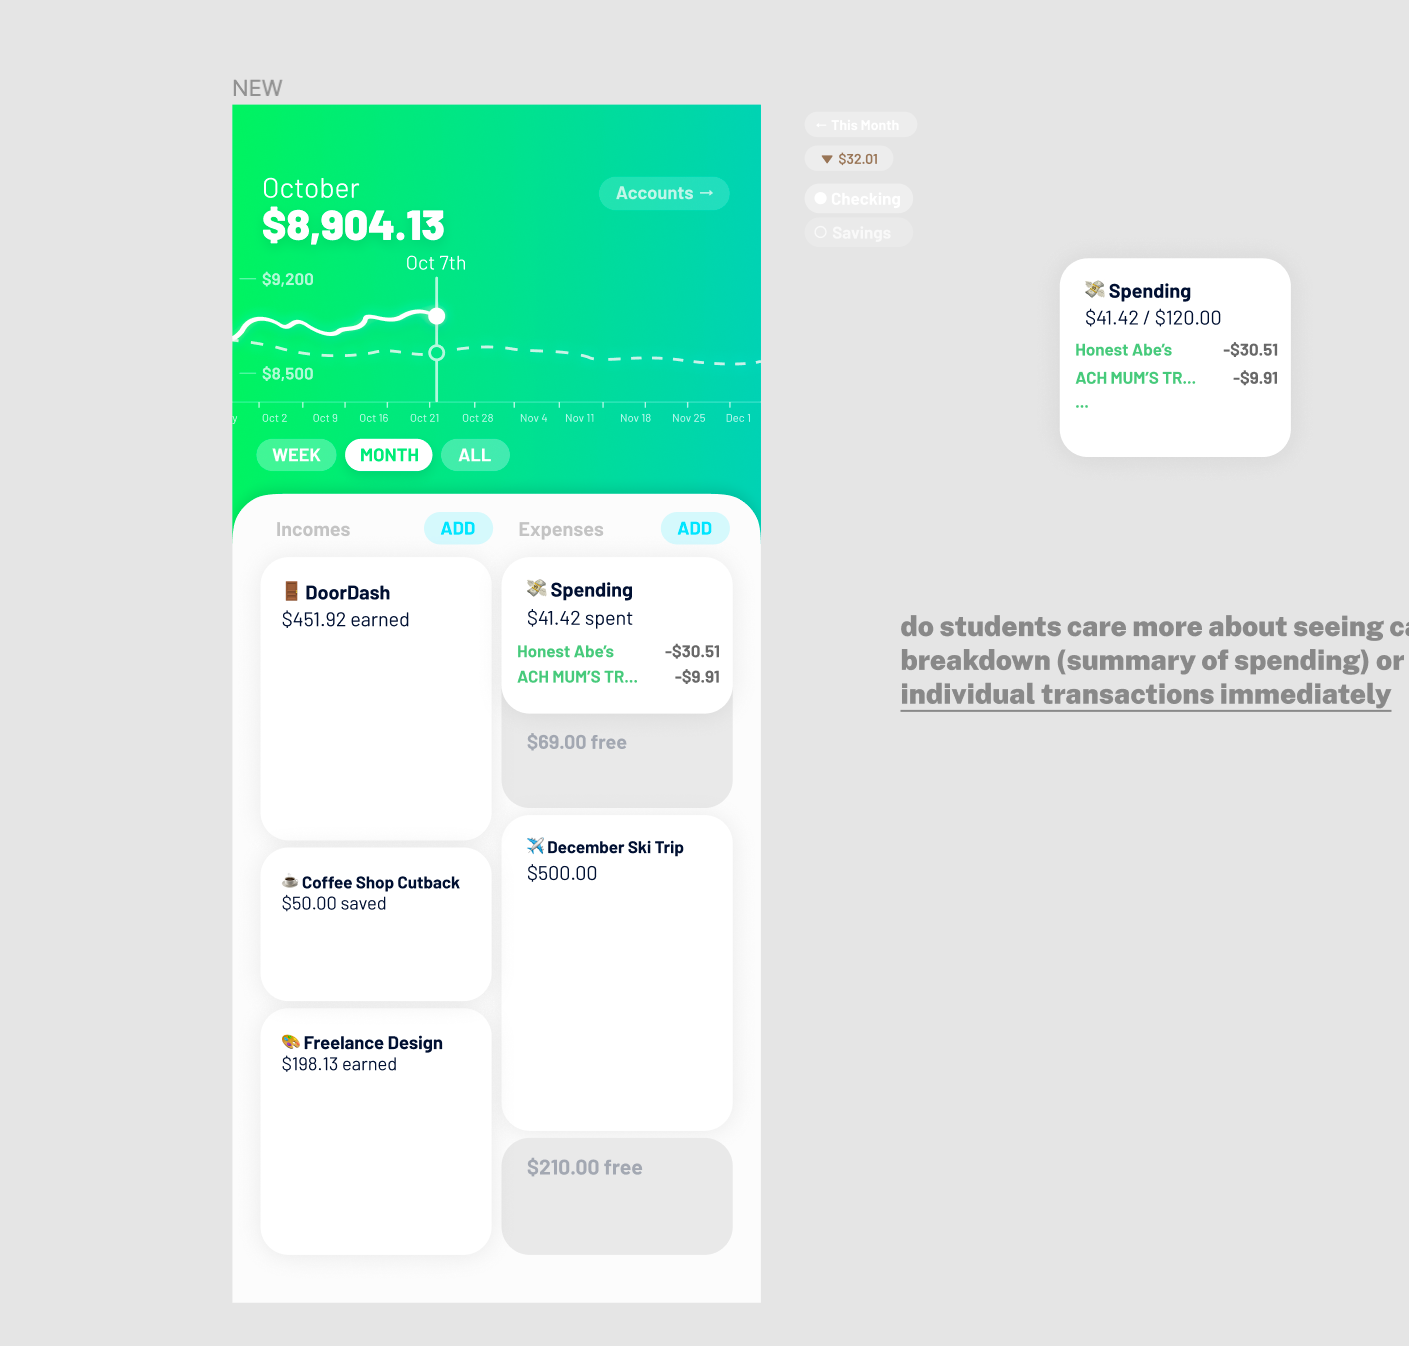 NEW
October
$8,904.13
Accounts →
Oct 7th
$9,200
$8,500
y Oct 2 Oct 9 Oct 16 Oct 21 Oct 28 Nov 4 Nov 11 Nov 18 Nov 25 Dec 1
WEEK MONTH ALL
Incomes ADD
DoorDash
$451.92 earned
Coffee Shop Cutback
$50.00 saved
Freelance Design
$198.13 earned
Expenses ADD
Spending
$41.42 spent
Honest Abe’s -$30.51
ACH MUM’S TR... -$9.91
$69.00 free
December Ski Trip
$500.00
$210.00 free
← This Month
▼ $32.01
Checking
Savings
Spending
$41.42 / $120.00
Honest Abe’s -$30.51
ACH MUM’S TR... -$9.91
...
do students care more about seeing ca
breakdown (summary of spending) or
individual transactions immediately